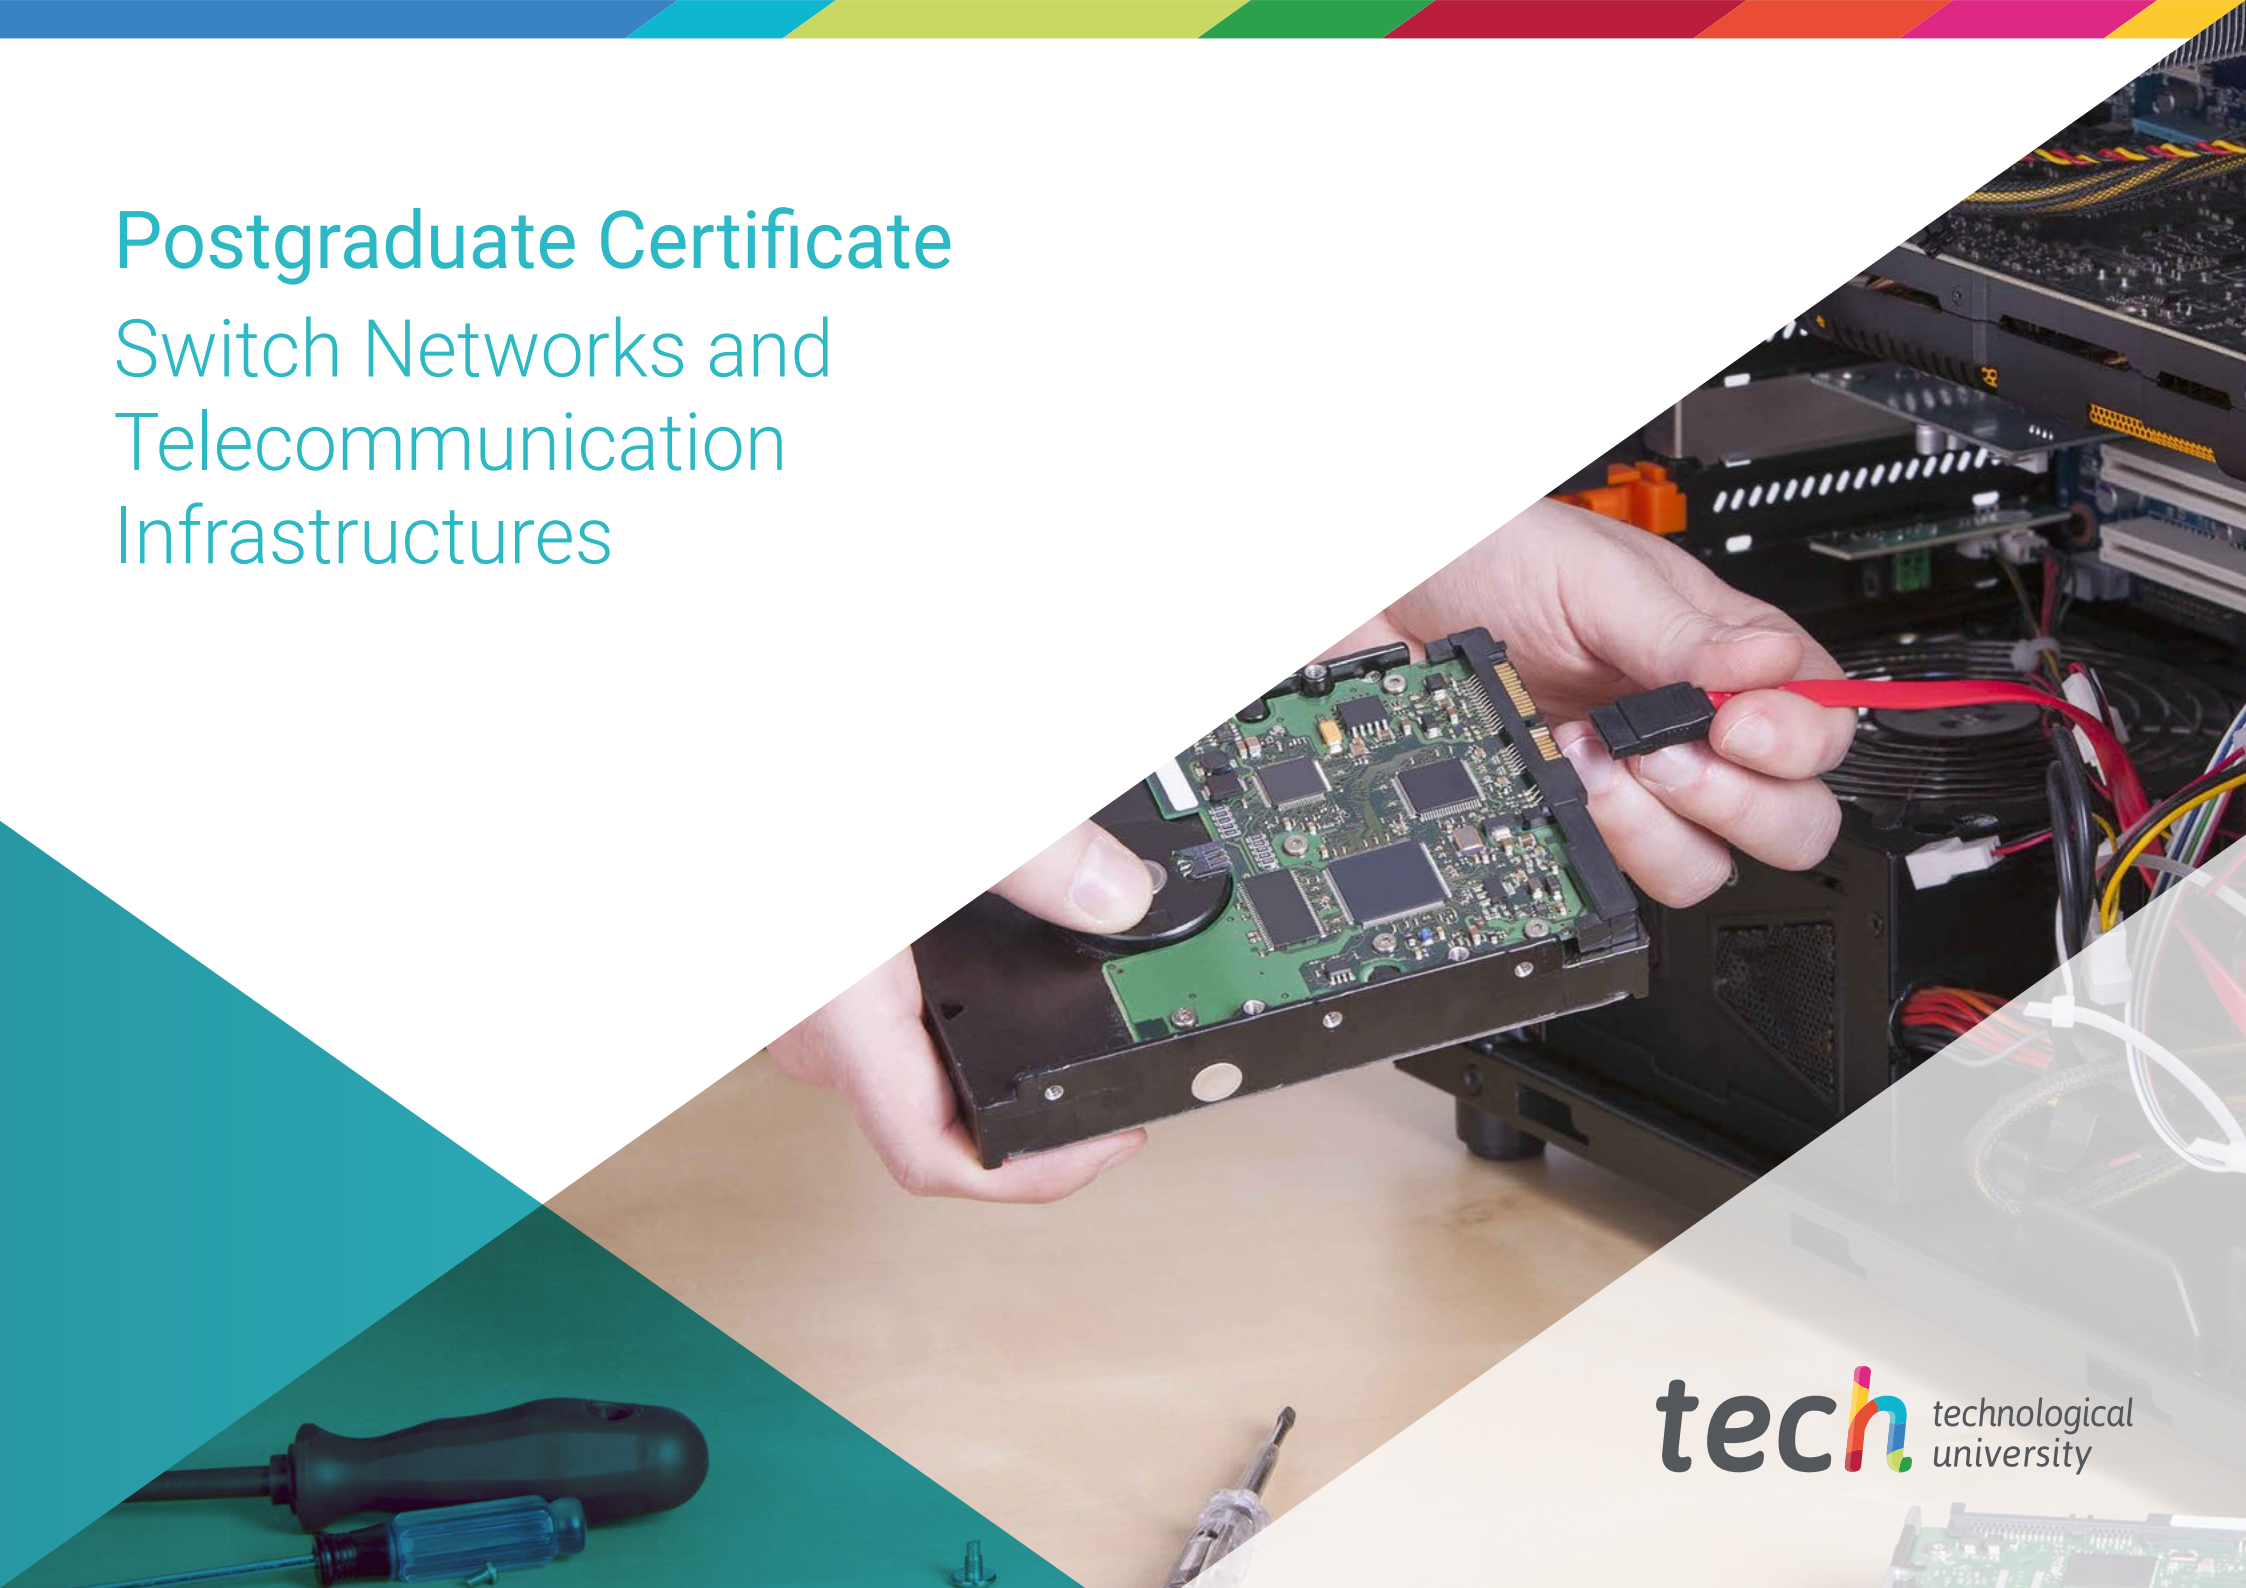 Postgraduate Certificate
Switch Networks and
Telecommunication
Infrastructures
tech technological
university